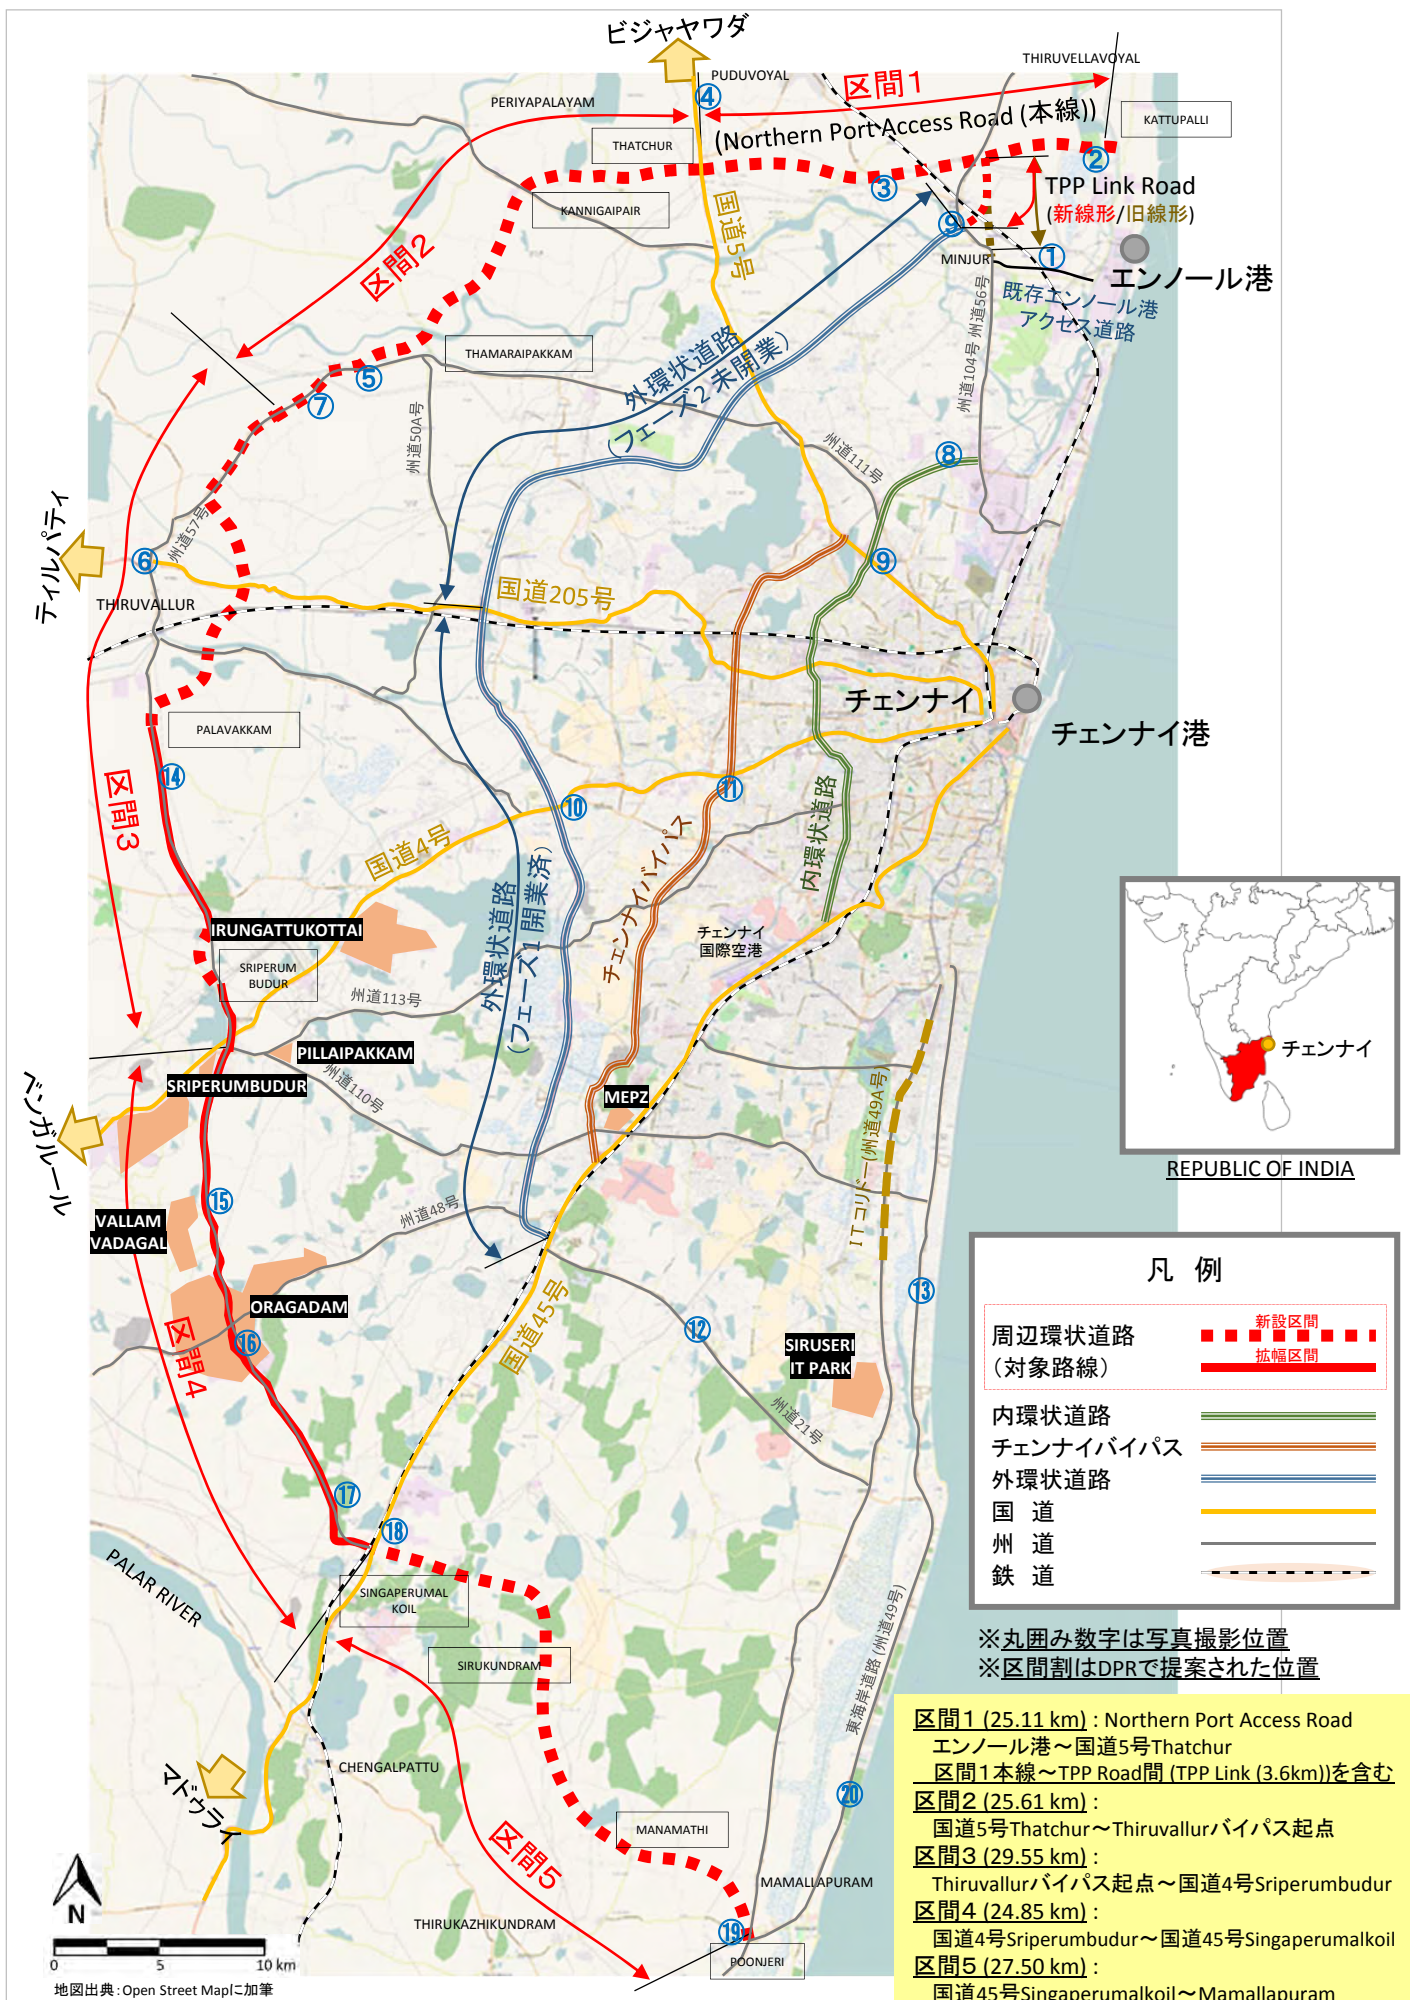 ビジャヤワダ
THIRUVELLAVOYAL
PUDUVOYAL
区間1
PERIYAPALAYAM
④
KATTUPALLI
(Northern Port Access Road (本線))
THATCHUR
②
③
TPP Link Road
(新線形/旧線形)
KANNIGAIPAIR
国道5号
⑨
区間2
MINJUR
①
エンノール港
既存エンノール港
アクセス道路
州道104号 州道56号
外環状道路
(フェーズ2 未開業)
THAMARAIPAKKAM
⑤
⑦
州道50A号
州道111号
⑧
ティルパティ
州道57号
⑥
⑨
国道205号
THIRUVALLUR
チェンナイ
チェンナイ港
PALAVAKKAM
区間3
⑭
⑩
⑪
内環状道路
国道4号
チェンナイバイパス
外環状道路
(フェーズ1 開業済)
IRUNGATTUKOTTAI
チェンナイ
国際空港
SRIPERUM
BUDUR
州道113号
チェンナイ
PILLAIPAKKAM
SRIPERUMBUDUR
州道110号
MEPZ
ITコリドー(州道49A号)
ベンガルール
REPUBLIC OF INDIA
⑮
VALLAM
VADAGAL
州道48号
ORAGADAM
⑬
⑫
⑯
区間4
国道45号
SIRUSERI
IT PARK
州道21号
凡 例
周辺環状道路
(対象路線)
新設区間
拡幅区間
内環状道路
チェンナイバイパス
外環状道路
国 道
州 道
鉄 道
⑰
⑱
PALAR RIVER
SINGAPERUMAL
KOIL
東海岸道路 (州道49号)
※丸囲み数字は写真撮影位置
※区間割はDPRで提案された位置
SIRUKUNDRAM
CHENGALPATTU
マドゥライ
⑳
MANAMATHI
区間5
MAMALLAPURAM
THIRUKAZHIKUNDRAM
⑲
POONJERI
区間1 (25.11 km) : Northern Port Access Road
エンノール港～国道5号Thatchur
区間1本線～TPP Road間 (TPP Link (3.6km))を含む
区間2 (25.61 km) :
国道5号Thatchur～Thiruvallurバイパス起点
区間3 (29.55 km) :
Thiruvallurバイパス起点～国道4号Sriperumbudur
区間4 (24.85 km) :
国道4号Sriperumbudur～国道45号Singaperumalkoil
区間5 (27.50 km) :
国道45号Singaperumalkoil～Mamallapuram
N
0 5 10 km
地図出典：Open Street Mapに加筆